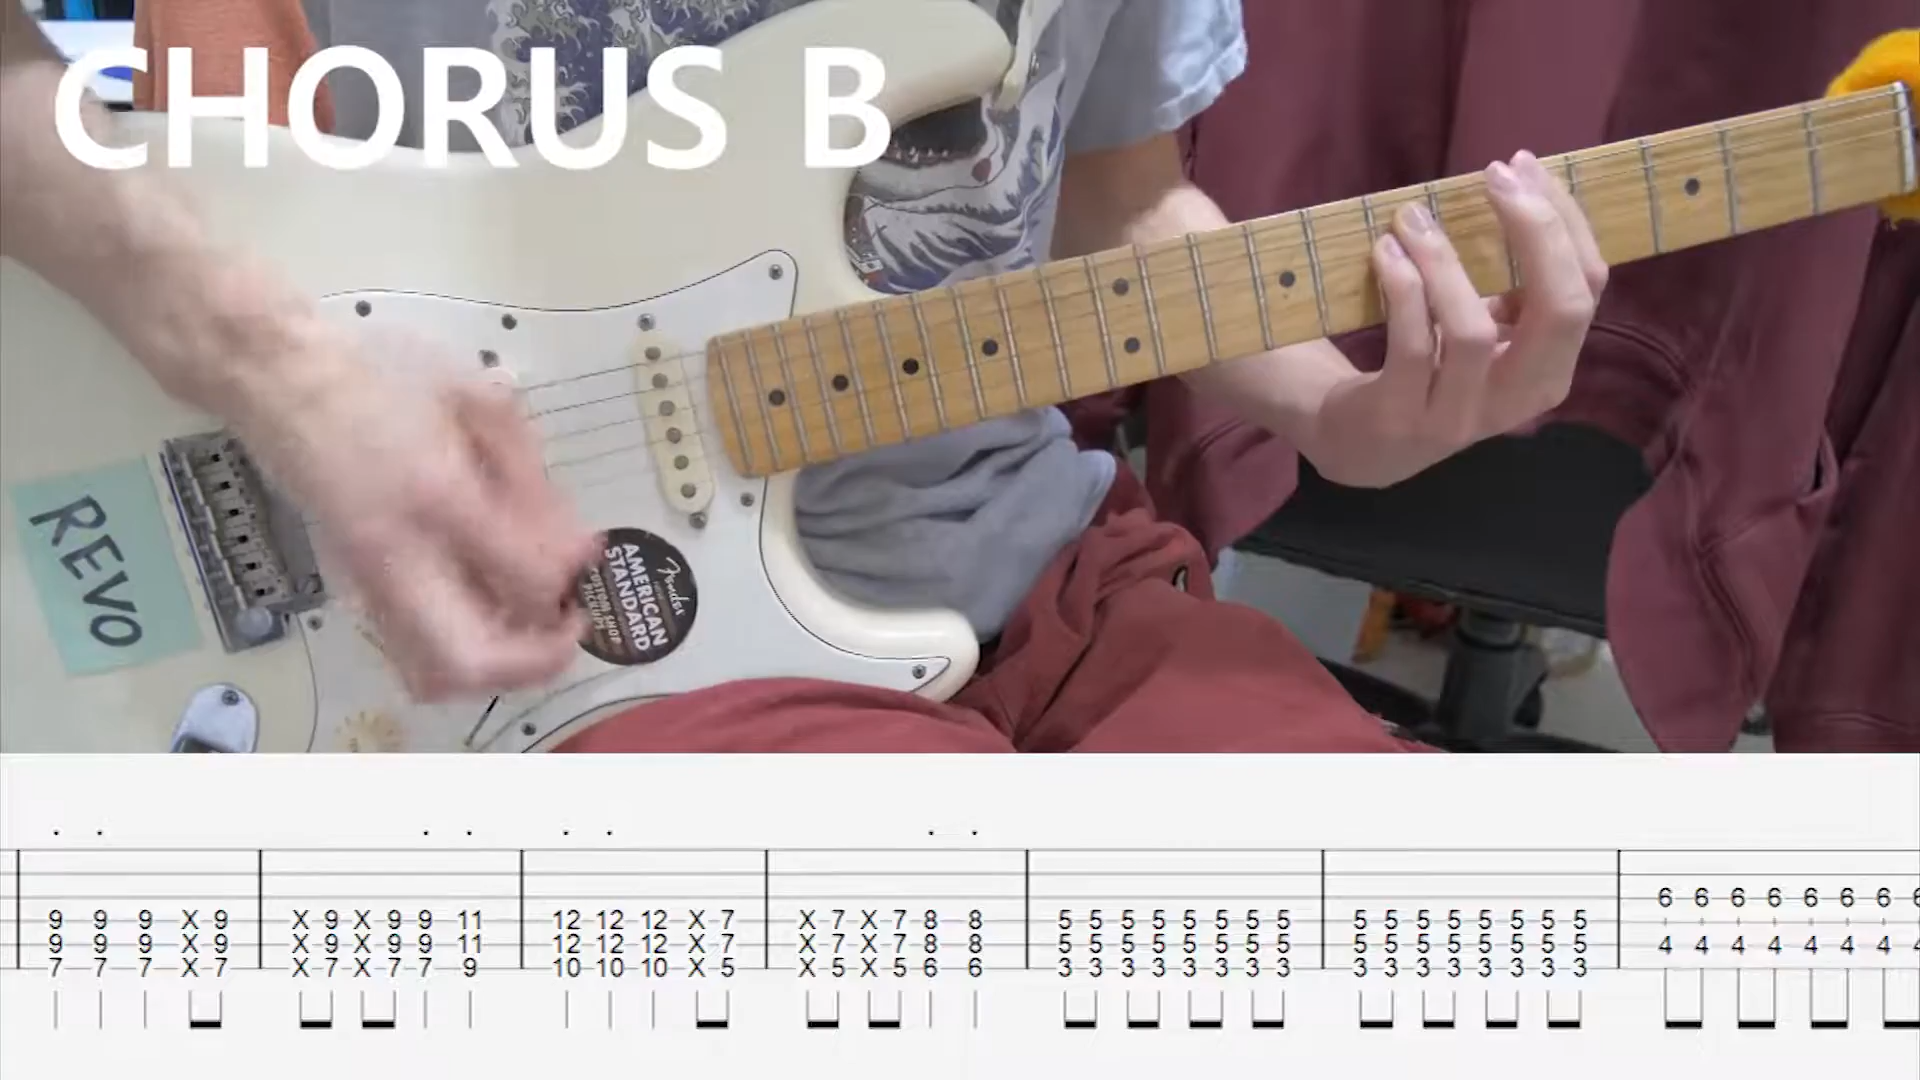 CHORUS B
REVO
Fender
AMERICAN
STANDARD
CUSTOM SHOP
PICKUPS
9 9 9 X 9 X 9 X 9 9 11 12 12 12 X 7 X 7 X 7 8 8 5 5 5 5 5 5 5 5 5 5 5 5 5 5 5 5
6 6 6 6 6 6 6
9 9 9 X 9 X 9 X 9 9 11 12 12 12 X 7 X 7 X 7 8 8 5 5 5 5 5 5 5 5 5 5 5 5 5 5 5 5 4 4 4 4 4 4 4
7 7 7 X 7 X 7 X 7 7 9 10 10 10 X 5 X 5 X 5 6 6 3 3 3 3 3 3 3 3 3 3 3 3 3 3 3 3